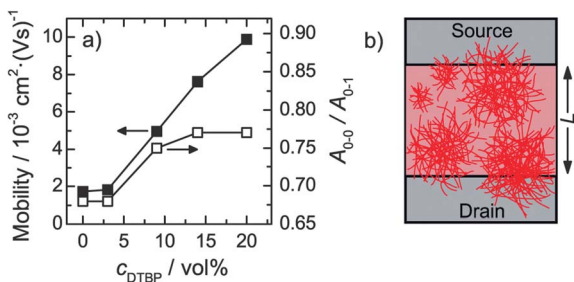 a)
10
8
6
4
2
0
Mobility / 10⁻³ cm²·(Vs)⁻¹
0.90
0.85
0.80
0.75
0.70
0.65
A₀₋₀ / A₀₋₁
0 5 10 15 20
c_DTBP / vol%
b)
Source
L
Drain